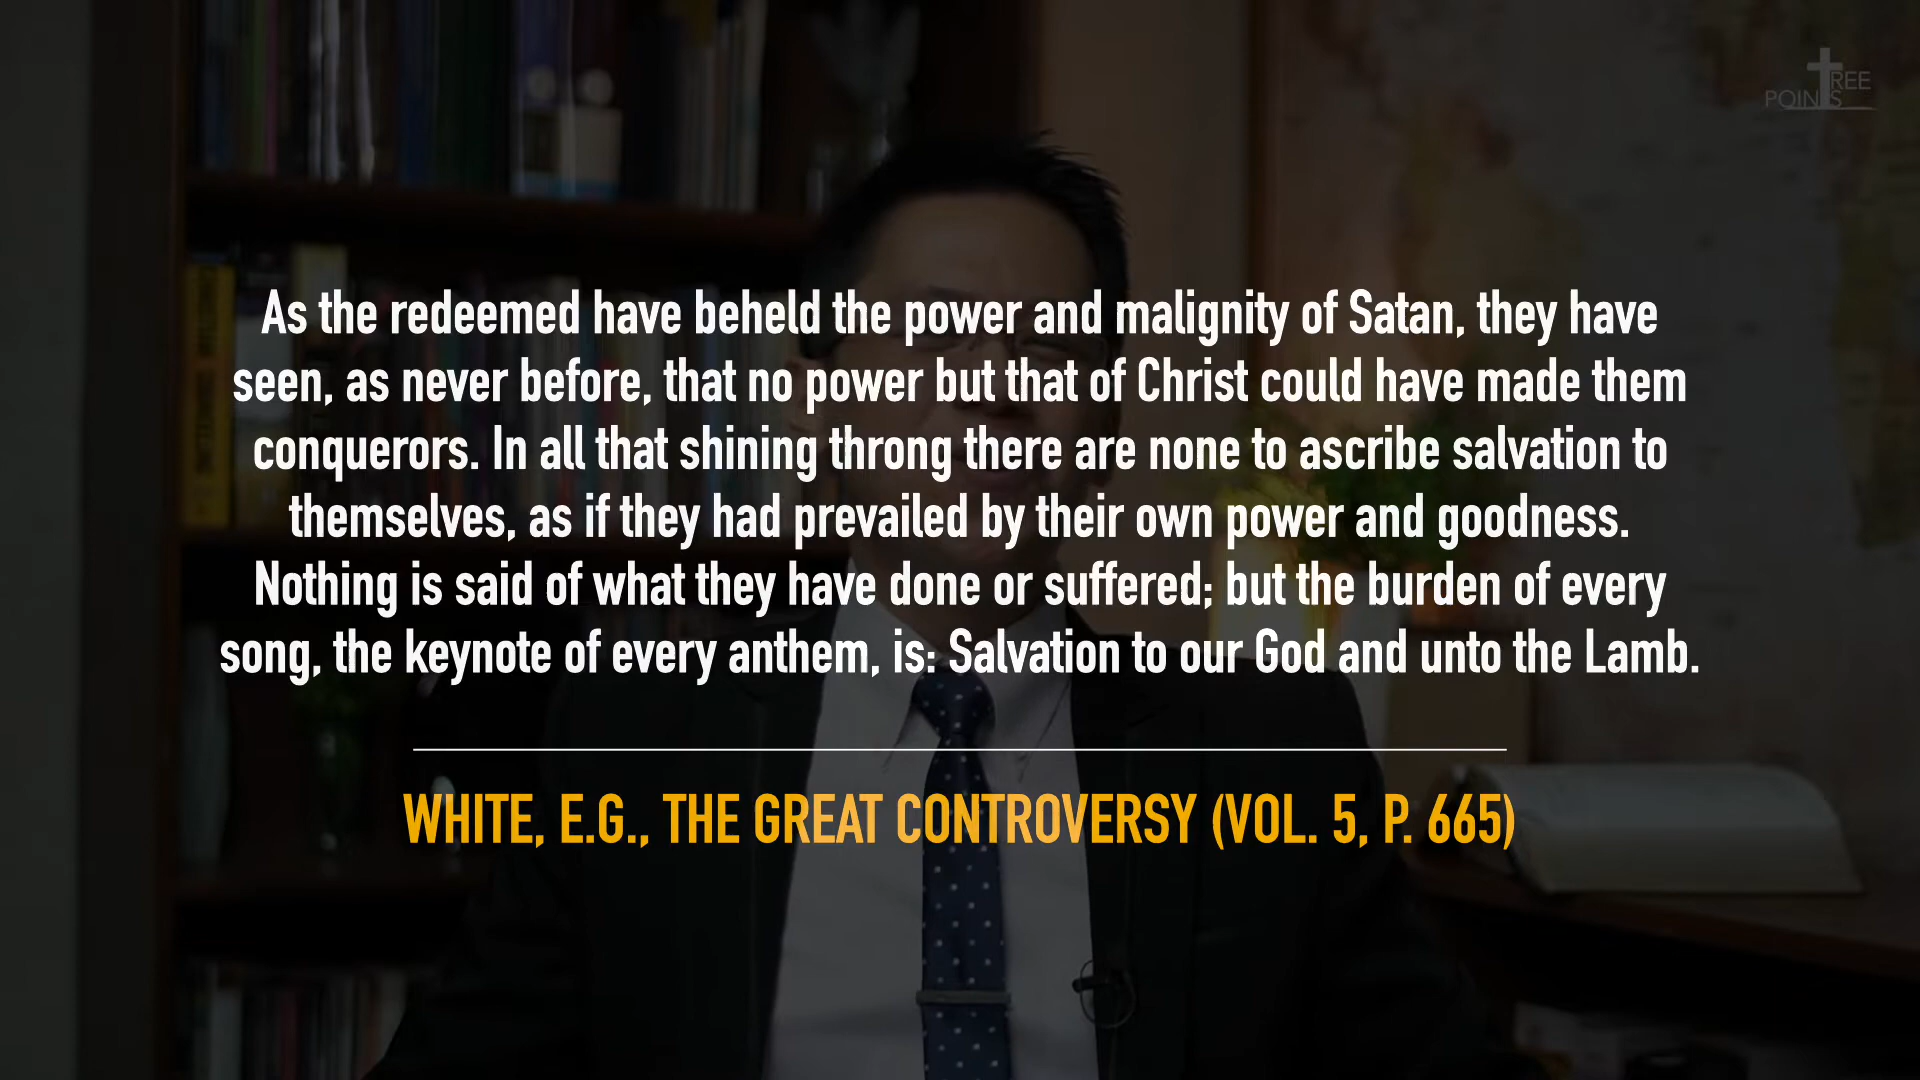 TREE
POINTS
As the redeemed have beheld the power and malignity of Satan, they have
seen, as never before, that no power but that of Christ could have made them
conquerors. In all that shining throng there are none to ascribe salvation to
themselves, as if they had prevailed by their own power and goodness.
Nothing is said of what they have done or suffered; but the burden of every
song, the keynote of every anthem, is: Salvation to our God and unto the Lamb.
WHITE, E.G., THE GREAT CONTROVERSY (VOL. 5, P. 665)